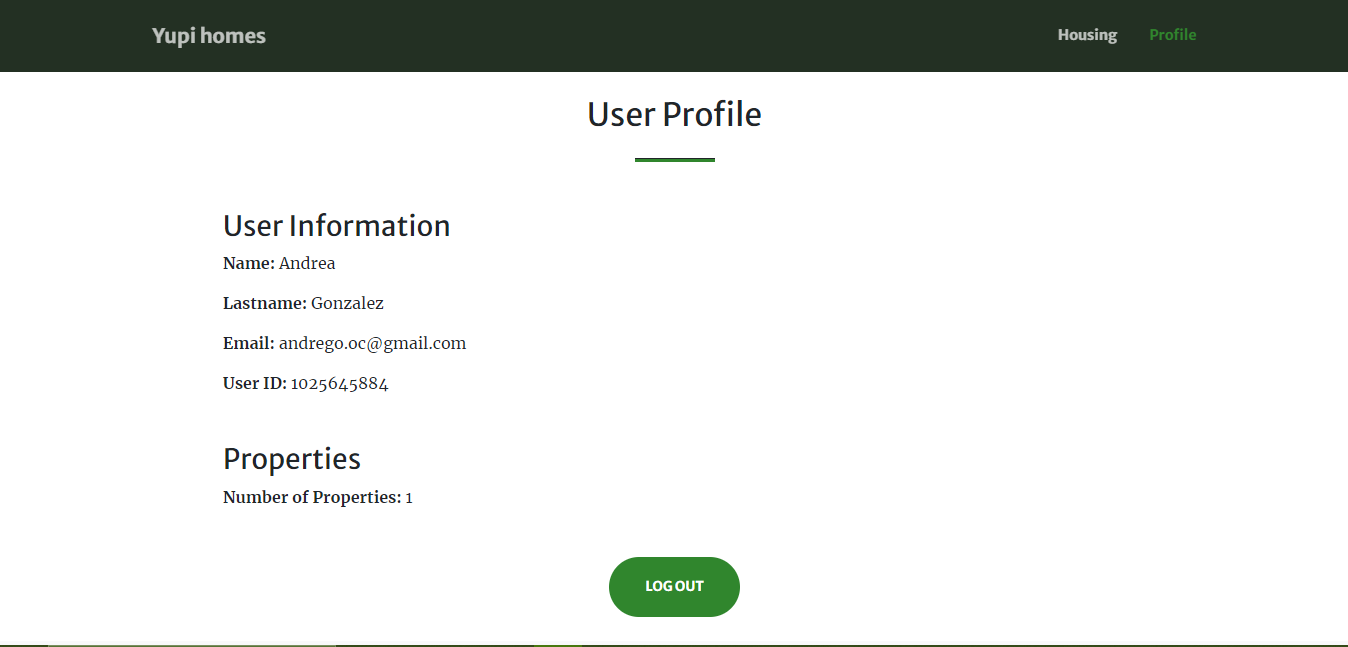 Yupi homes
Housing
Profile
User Profile
User Information
Name: Andrea
Lastname: Gonzalez
Email: andrego.oc@gmail.com
User ID: 1025645884
Properties
Number of Properties: 1
LOG OUT